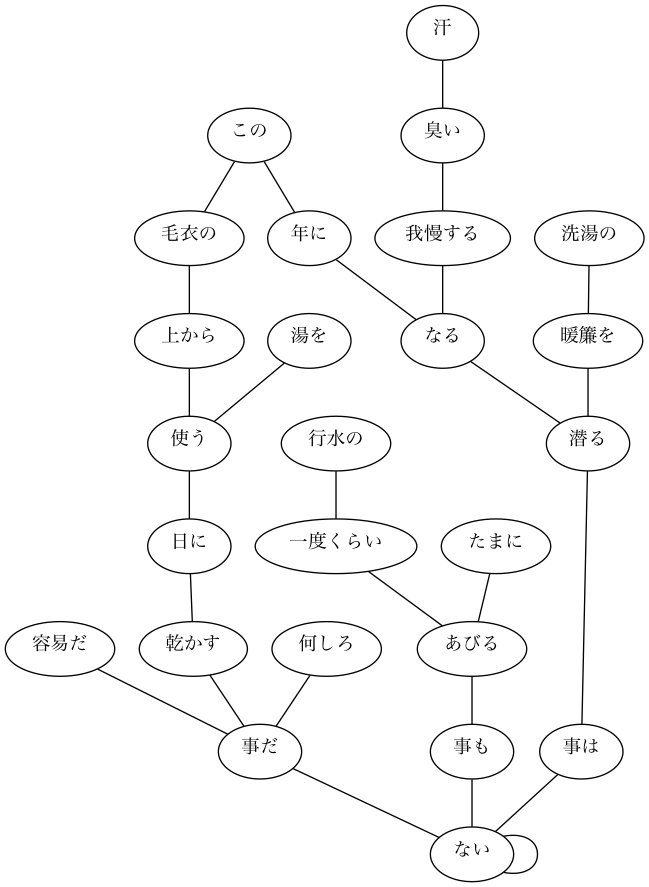 汗
この
臭い
毛衣の
年に
我慢する
洗湯の
上から
湯を
なる
暖簾を
使う
行水の
潜る
日に
一度くらい
たまに
容易だ
乾かす
何しろ
あびる
事だ
事も
事は
ない